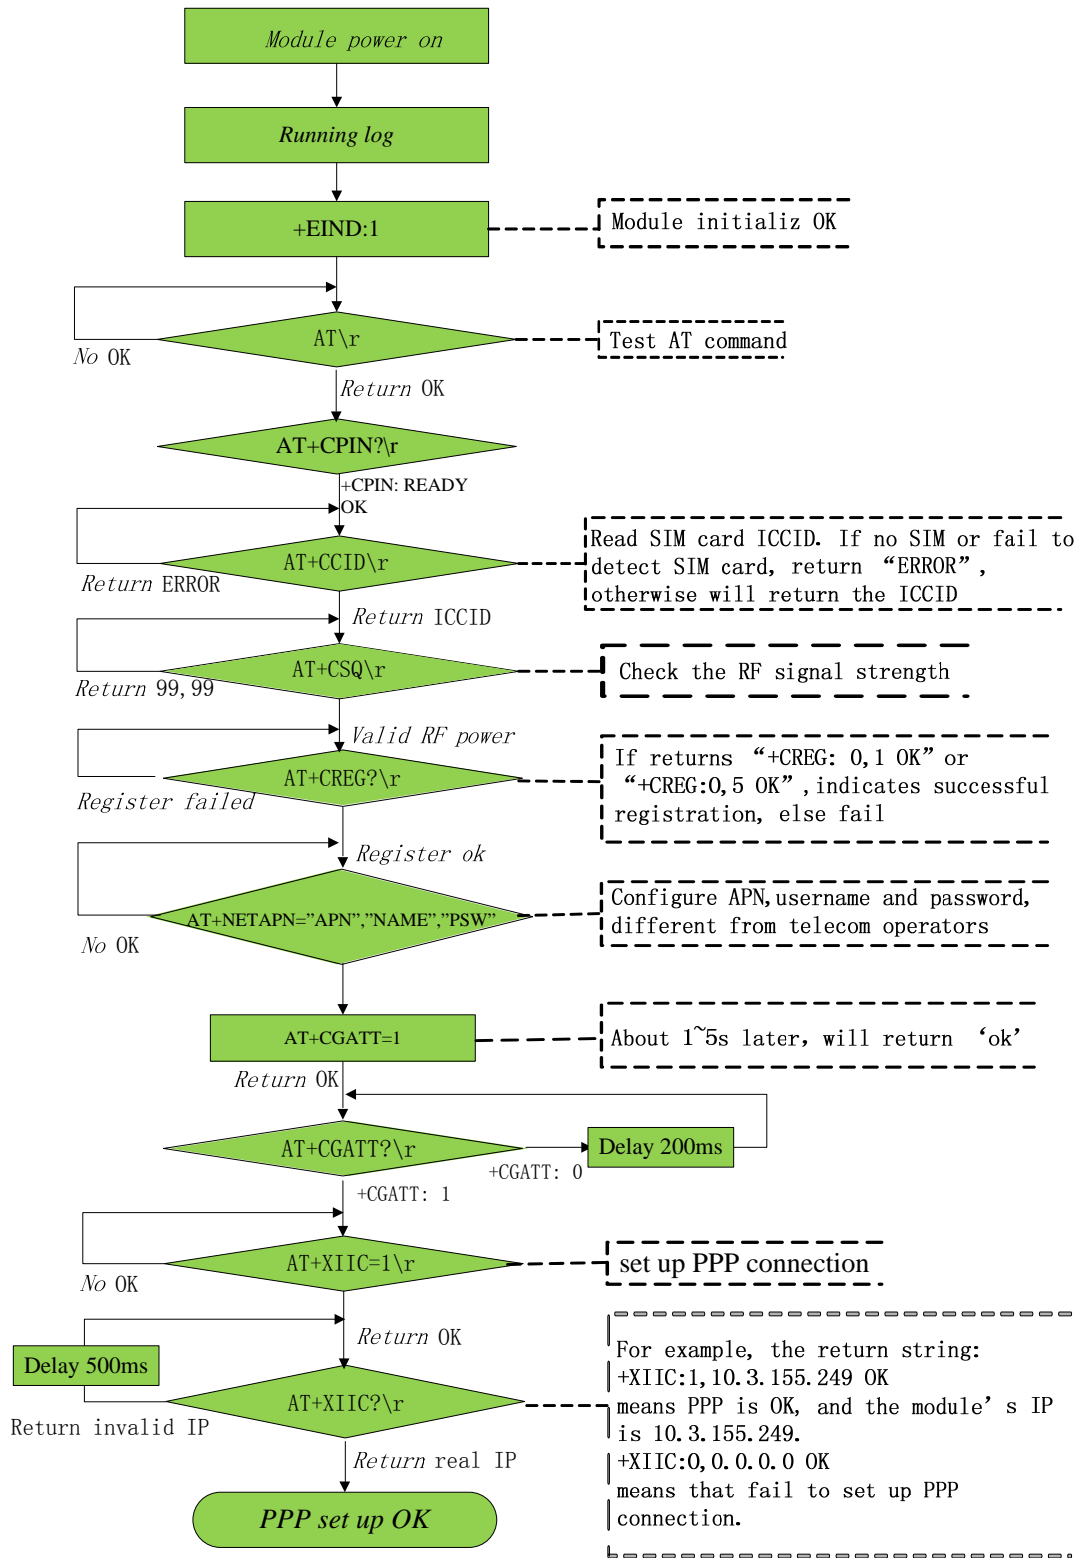 Module power on
Running log
+EIND:1
Module initializ OK
AT\r
Test AT command
No OK
Return OK
AT+CPIN?\r
+CPIN: READY
OK
AT+CCID\r
Read SIM card ICCID. If no SIM or fail to
detect SIM card, return “ERROR”,
otherwise will return the ICCID
Return ERROR
Return ICCID
AT+CSQ\r
Check the RF signal strength
Return 99,99
Valid RF power
AT+CREG?\r
If returns “+CREG: 0,1 OK” or
“+CREG:0,5 OK”,indicates successful
registration, else fail
Register failed
Register ok
AT+NETAPN=”APN”,”NAME”,”PSW”
Configure APN,username and password,
different from telecom operators
No OK
AT+CGATT=1
About 1~5s later, will return ‘ok’
Return OK
AT+CGATT?\r
Delay 200ms
+CGATT: 0
+CGATT: 1
AT+XIIC=1\r
set up PPP connection
No OK
Return OK
Delay 500ms
AT+XIIC?\r
Return invalid IP
For example, the return string:
+XIIC:1,10.3.155.249 OK
means PPP is OK, and the module’s IP
is 10.3.155.249.
+XIIC:0,0.0.0.0 OK
means that fail to set up PPP
connection.
Return real IP
PPP set up OK